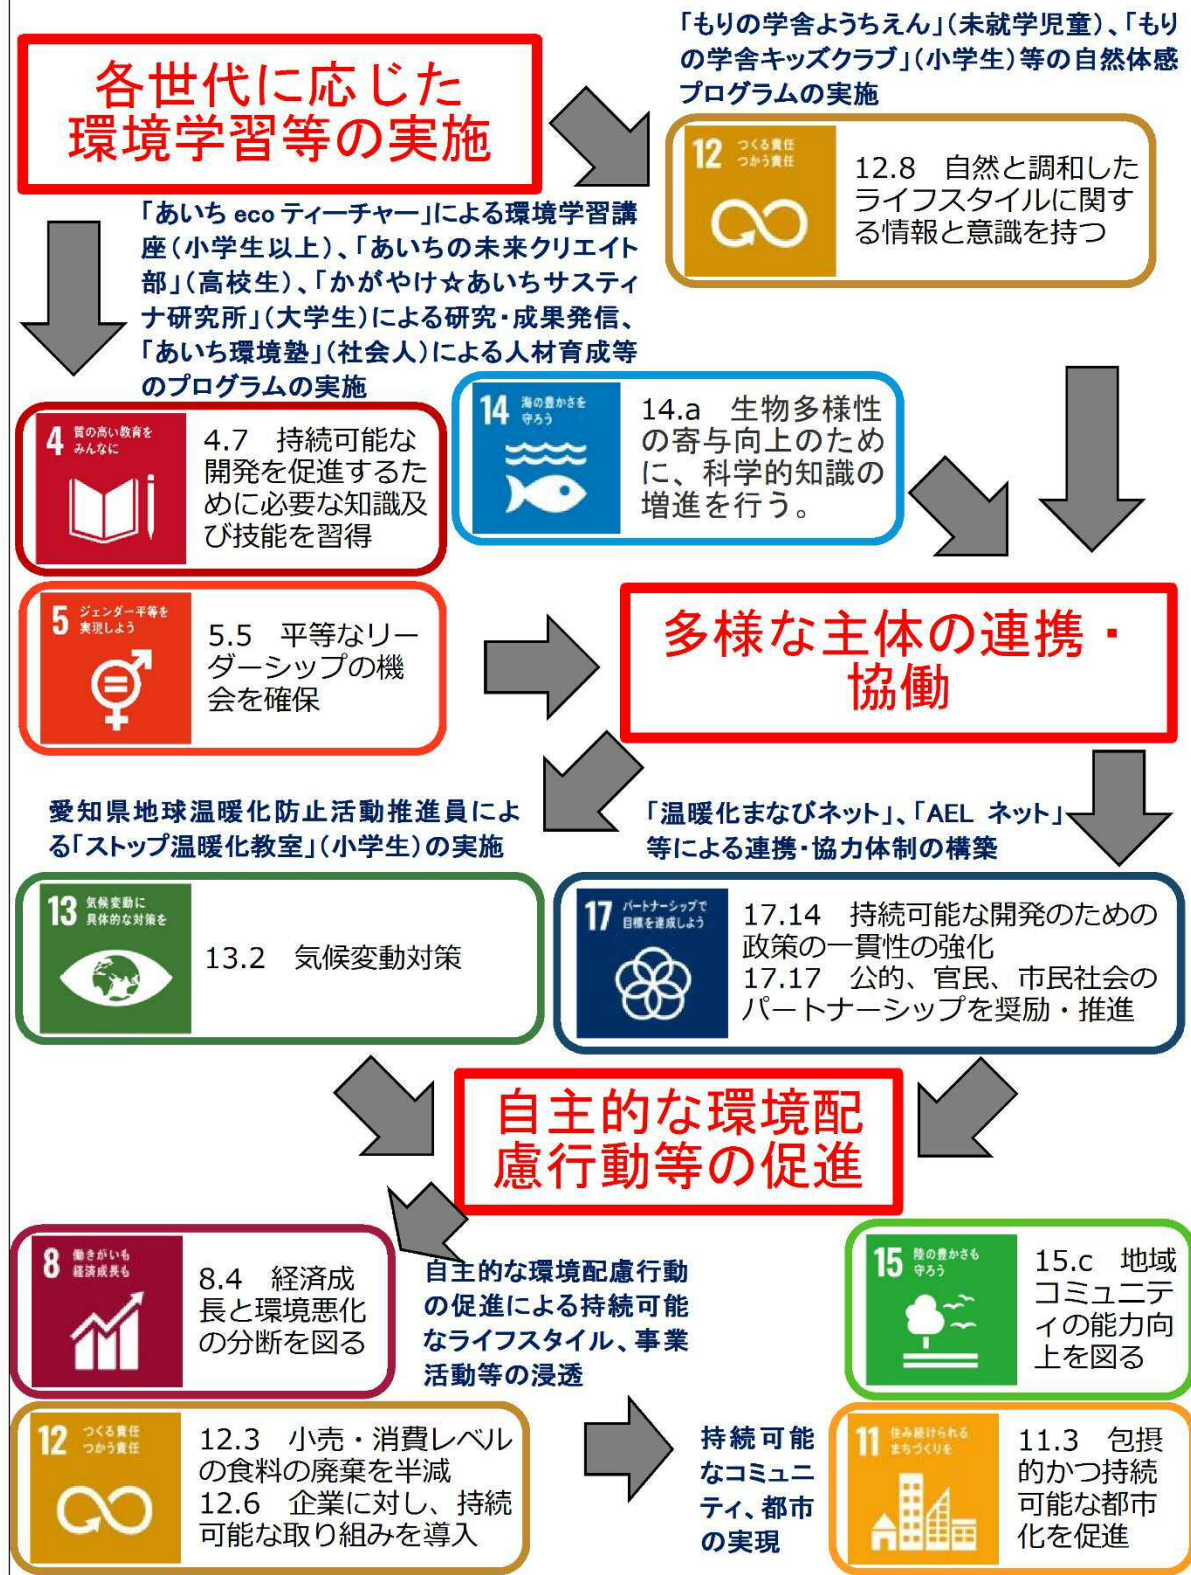 各世代に応じた
環境学習等の実施
「もりの学舎ようちえん」(未就学児童)、「もり
の学舎キッズクラブ」(小学生)等の自然体感
プログラムの実施
12 つくる責任
つかう責任
12.8 自然と調和した
ライフスタイルに関す
る情報と意識を持つ
「あいち eco ティーチャー」による環境学習講
座(小学生以上)、「あいちの未来クリエイト
部」(高校生)、「かがやけ☆あいちサスティ
ナ研究所」(大学生)による研究・成果発信、
「あいち環境塾」(社会人)による人材育成等
のプログラムの実施
4 質の高い教育を
みんなに
4.7 持続可能な
開発を促進するた
めに必要な知識及
び技能を習得
14 海の豊かさを
守ろう
14.a 生物多様性
の寄与向上のため
に、科学的知識の
増進を行う。
5 ジェンダー平等を
実現しよう
5.5 平等なリー
ダーシップの機
会を確保
多様な主体の連携・
協働
愛知県地球温暖化防止活動推進員によ
る「ストップ温暖化教室」(小学生)の実施
「温暖化まなびネット」、「AEL ネット」
等による連携・協力体制の構築
13 気候変動に
具体的な対策を
13.2 気候変動対策
17 パートナーシップで
目標を達成しよう
17.14 持続可能な開発のための
政策の一貫性の強化
17.17 公的、官民、市民社会の
パートナーシップを奨励・推進
自主的な環境配
慮行動等の促進
8 働きがいも
経済成長も
8.4 経済成
長と環境悪化
の分断を図る
自主的な環境配慮行動
の促進による持続可能
なライフスタイル、事業
活動等の浸透
15 陸の豊かさも
守ろう
15.c 地域
コミュニテ
ィの能力向
上を図る
12 つくる責任
つかう責任
12.3 小売・消費レベル
の食料の廃棄を半減
12.6 企業に対し、持続
可能な取り組みを導入
持続可能
なコミュニ
ティ、都市
の実現
11 住み続けられる
まちづくりを
11.3 包摂
的かつ持続
可能な都市
化を促進